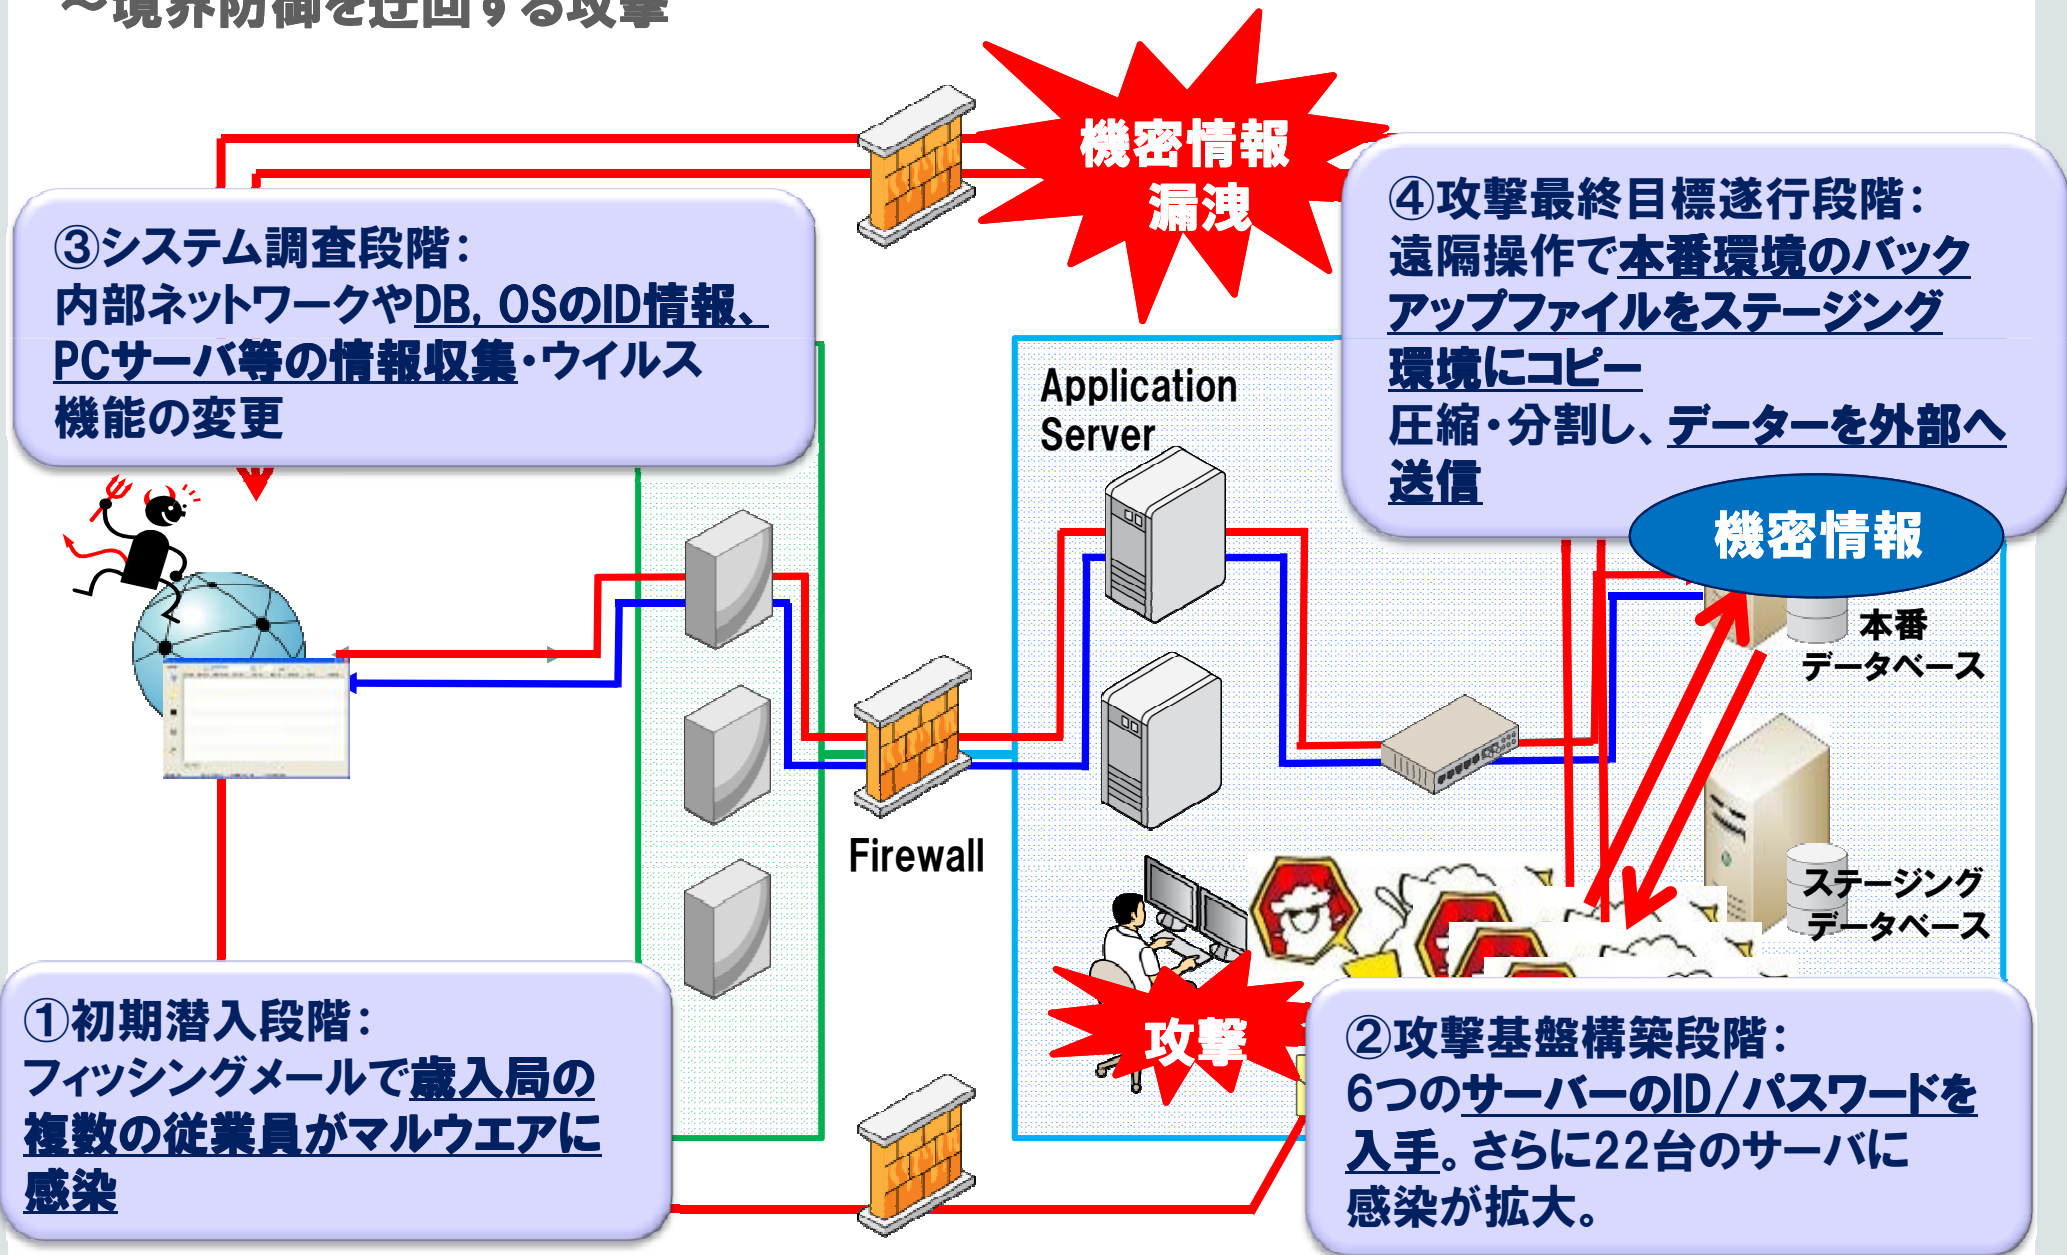 ～境界防御を迂回する攻撃
機密情報
漏洩
③システム調査段階：
内部ネットワークやDB, OSのID情報、
PCサーバ等の情報収集・ウイルス
機能の変更
④攻撃最終目標遂行段階：
遠隔操作で本番環境のバック
アップファイルをステージング
環境にコピー
圧縮・分割し、データーを外部へ
送信
機密情報
Application
Server
本番
データベース
Firewall
ステージング
データベース
攻撃
①初期潜入段階：
フィッシングメールで歳入局の
複数の従業員がマルウエアに
感染
②攻撃基盤構築段階：
6つのサーバーのID/パスワードを
入手。さらに22台のサーバに
感染が拡大。